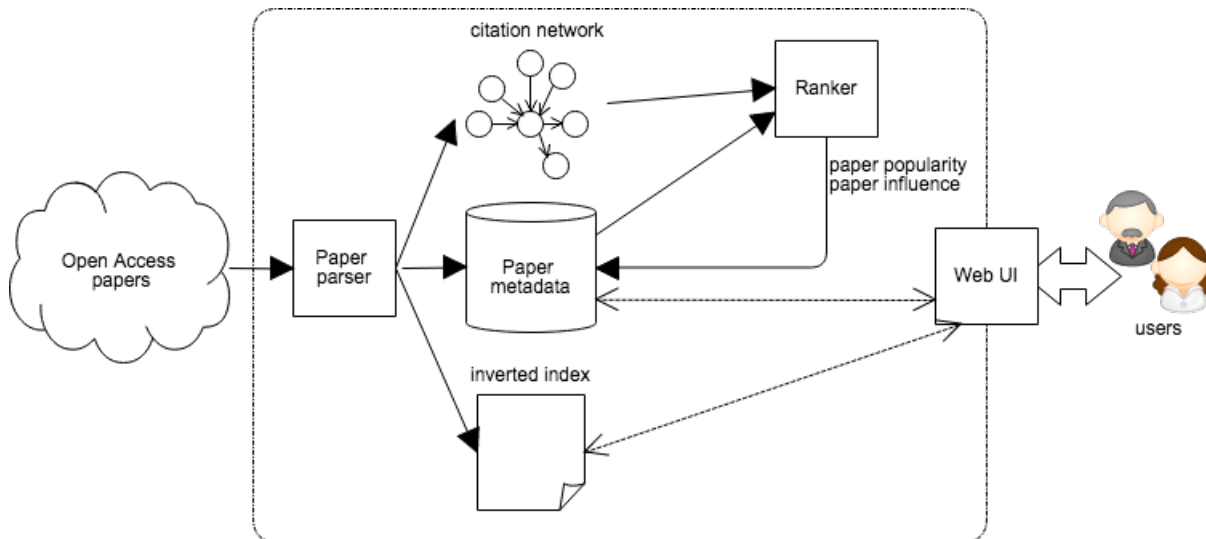 citation network
Ranker
paper popularity
paper influence
Open Access
papers
Paper
parser
Paper
metadata
Web UI
users
inverted index